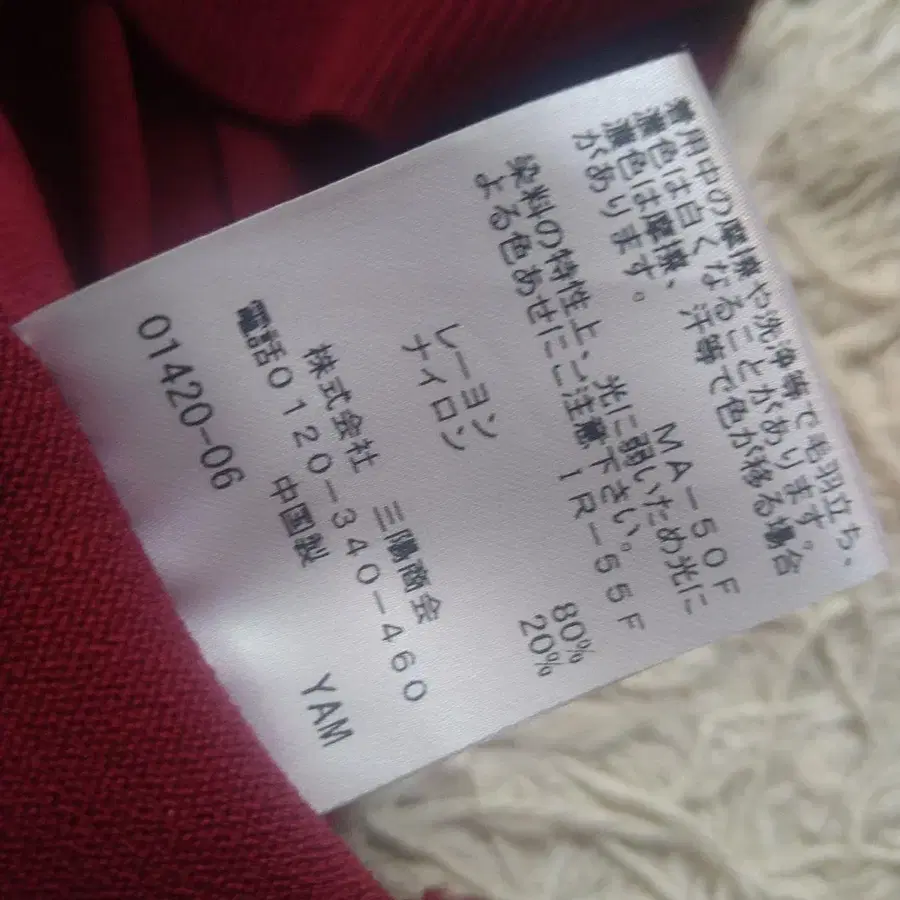 着用中の摩擦や洗浄等で毛羽立ち、
濃色は白くなることがあります。
濃色は摩擦、汗等で色が移る場合
があります。
MA－50F
染料の特性上、光に弱いため光に
よる色あせにご注意下さい。
IR－55F
レーヨン 80%
ナイロン 20%
株式会社 三陽商会
電話0120－340－460
中国製 YAM
01420-06